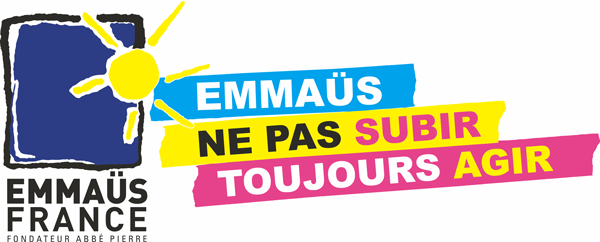 EMMAÜS
NE PAS SUBIR
TOUJOURS AGIR
EMMAÜS
FRANCE
FONDATEUR ABBÉ PIERRE